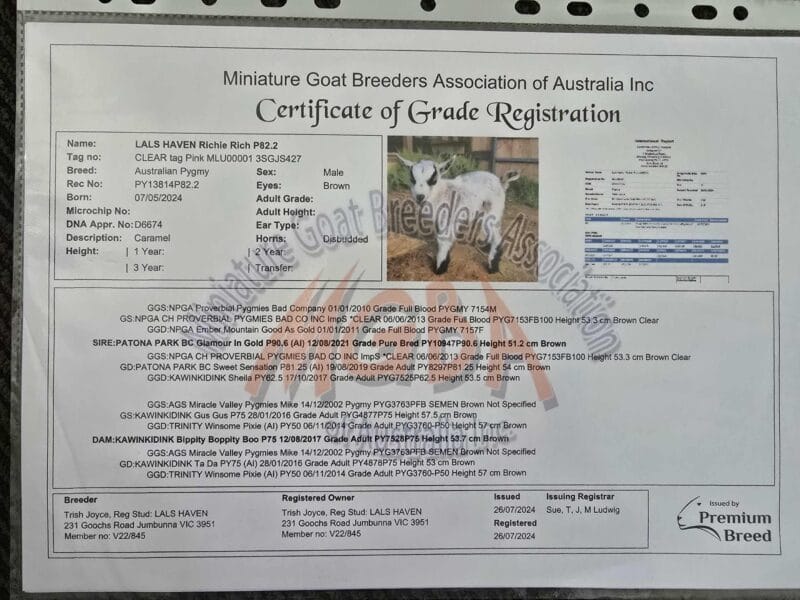 Miniature Goat Breeders Association of Australia Inc
Certificate of Grade Registration
Name: LALS HAVEN Richie Rich P82.2
Tag no: CLEAR tag Pink MLU00001 3SGJS427
Breed: Australian Pygmy Sex: Male
Rec No: PY13814P82.2 Eyes: Brown
Born: 07/05/2024 Adult Grade:
Microchip No: Adult Height:
DNA Appr. No: D6674 Ear Type:
Description: Caramel Horns: Disbudded
Height: | 1 Year: | 2 Year:
| 3 Year: | Transfer:
Miniature Goat Breeders Association
MGBA
of Australia Inc
GGS:NPGA Proverbial Pygmies Bad Company 01/01/2010 Grade Full Blood PYGMY 7154M
GS:NPGA CH PROVERBIAL PYGMIES BAD CO INC ImpS *CLEAR 06/06/2013 Grade Full Blood PYG7153FB100 Height 53.3 cm Brown Clear
GGD:NPGA Ember Mountain Good As Gold 01/01/2011 Grade Full Blood PYGMY 7157F
SIRE:PATONA PARK BC Glamour In Gold P90.6 (AI) 12/08/2021 Grade Pure Bred PY10947P90.6 Height 51.2 cm Brown
GGS:NPGA CH PROVERBIAL PYGMIES BAD CO INC ImpS *CLEAR 06/06/2013 Grade Full Blood PYG7153FB100 Height 53.3 cm Brown Clear
GD:PATONA PARK BC Sweet Sensation P81.25 (AI) 19/08/2019 Grade Adult PY8297P81.25 Height 54 cm Brown
GGD:KAWINKIDINK Sheila PY62.5 17/10/2017 Grade Adult PYG7525P62.5 Height 53.5 cm Brown
GGS:AGS Miracle Valley Pygmies Mike 14/12/2002 Pygmy PYG3763PFB SEMEN Brown Not Specified
GS:KAWINKIDINK Gus Gus P75 28/01/2016 Grade Adult PYG4877P75 Height 57.5 cm Brown
GGD:TRINITY Winsome Pixie (AI) PY50 06/11/2014 Grade Adult PYG3760-P50 Height 57 cm Brown
DAM:KAWINKIDINK Bippity Boppity Boo P75 12/08/2017 Grade Adult PY7528P75 Height 53.7 cm Brown
GGS:AGS Miracle Valley Pygmies Mike 14/12/2002 Pygmy PYG3763PFB SEMEN Brown Not Specified
GD:KAWINKIDINK Ta Da PY75 (AI) 28/01/2016 Grade Adult PY4878P75 Height 53 cm Brown
GGD:TRINITY Winsome Pixie (AI) PY50 06/11/2014 Grade Adult PYG3760-P50 Height 57 cm Brown
Breeder Registered Owner Issued Issuing Registrar
Trish Joyce, Reg Stud: LALS HAVEN Trish Joyce, Reg Stud: LALS HAVEN 26/07/2024 Sue, T, J, M Ludwig
231 Goochs Road Jumbunna VIC 3951 231 Goochs Road Jumbunna VIC 3951 Registered
Member no: V22/845 Member no: V22/845 26/07/2024
Issued by
Premium
Breed